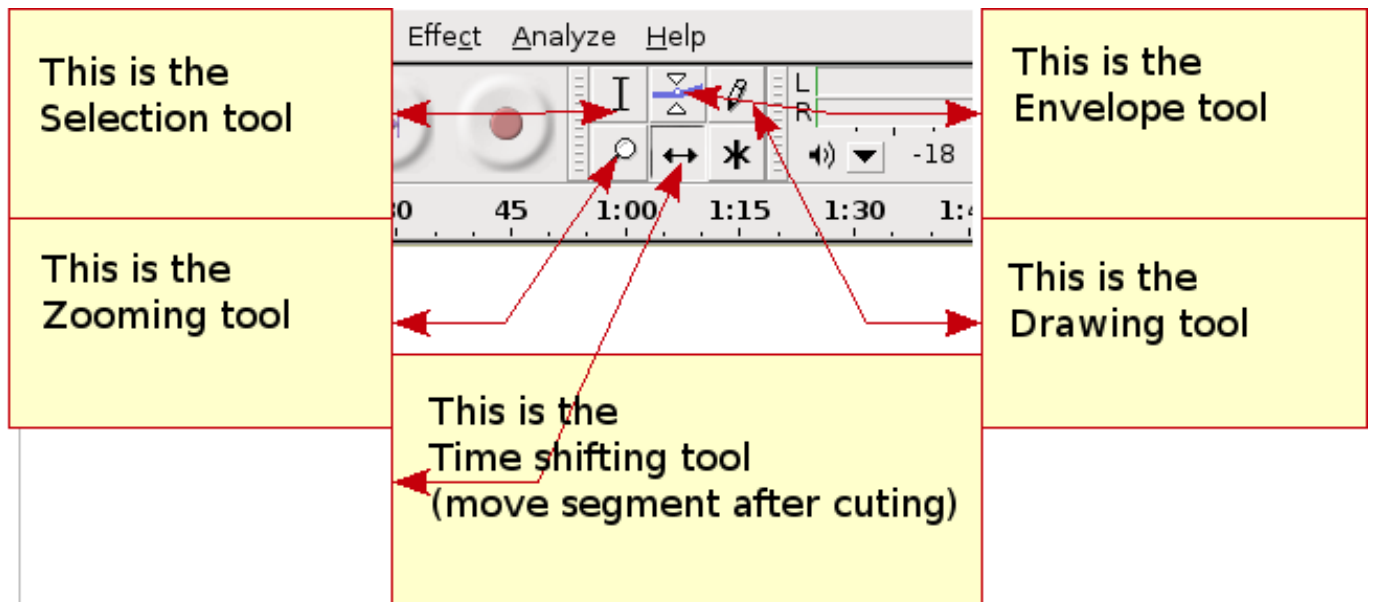 This is the
Selection tool
Effect Analyze Help
This is the
Envelope tool
L
R
-18
45 1:00 1:15 1:30
This is the
Zooming tool
This is the
Drawing tool
This is the
Time shifting tool
(move segment after cuting)